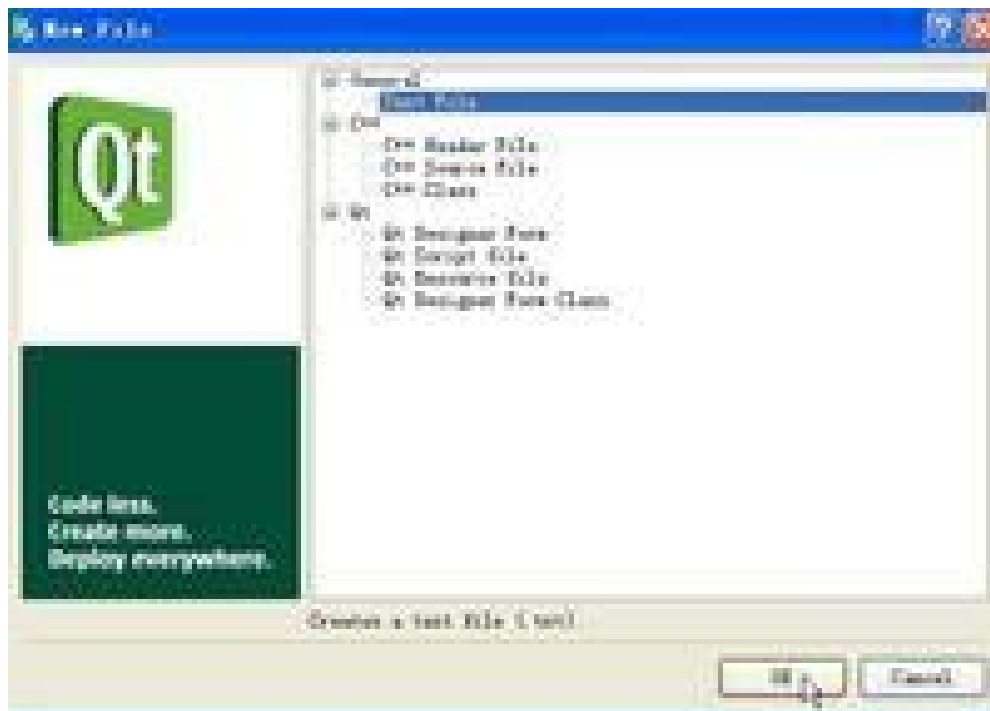 New File
Qt
General
Text File
C++
C++ Header File
C++ Source File
C++ Class
Qt
Qt Designer Form
Qt Script File
Qt Resource File
Qt Designer Form Class
Code less.
Create more.
Deploy everywhere.
Creates a text file (.txt)
OK
Cancel